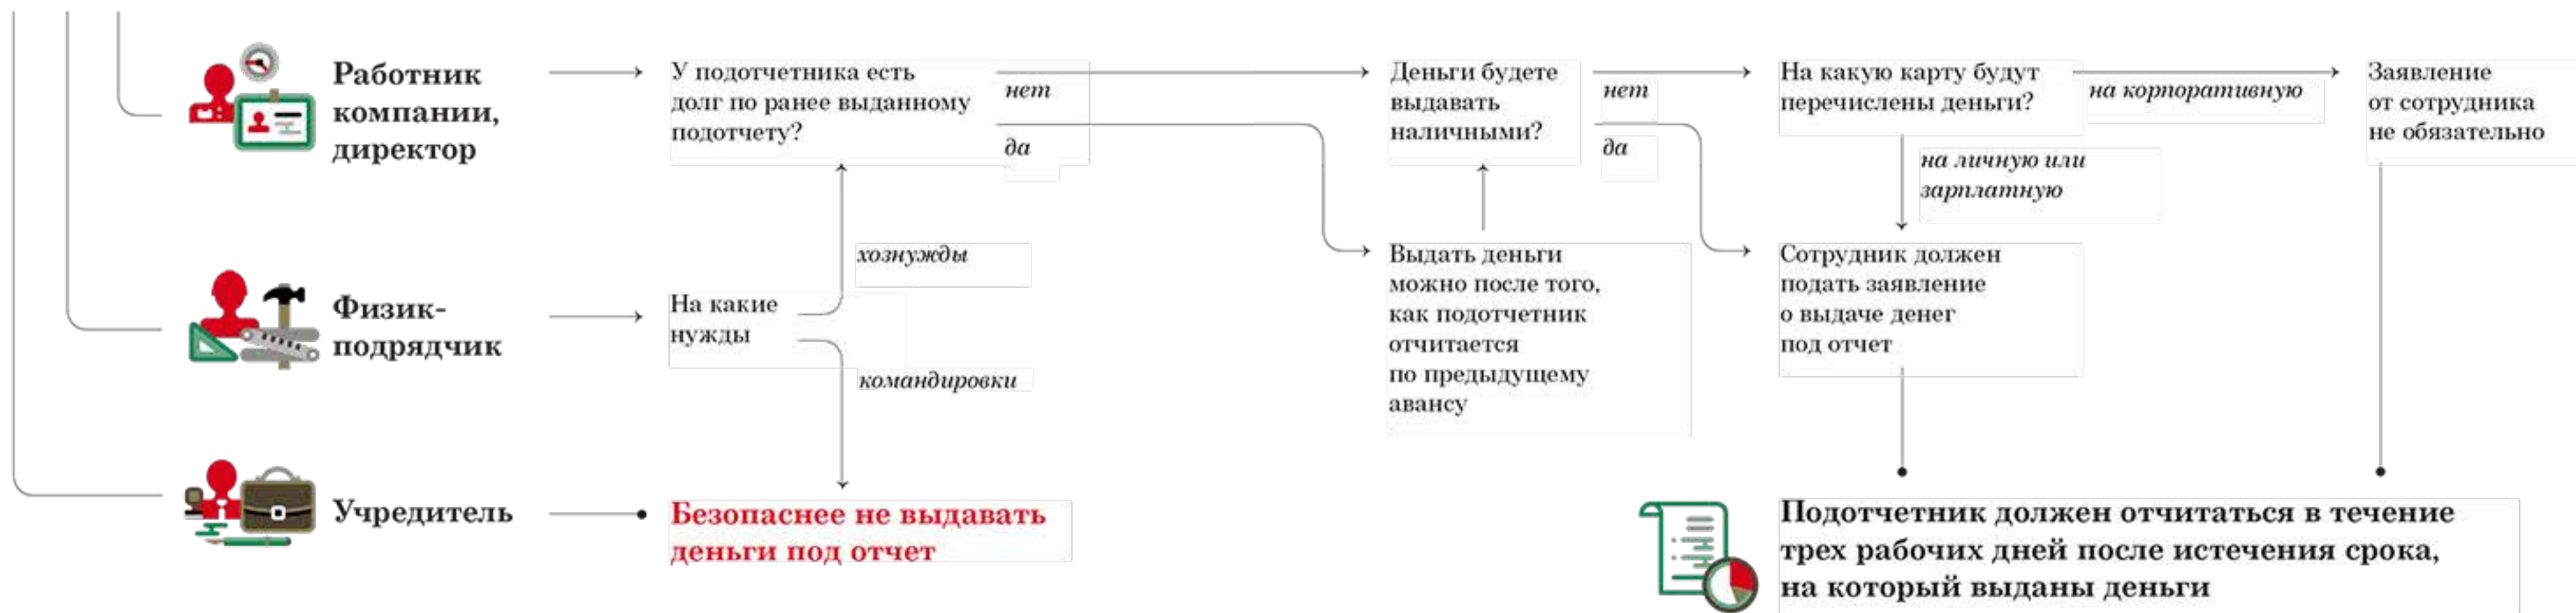 Работник
компании,
директор
У подотчетника есть
долг по ранее выданному
подотчету?
нет
да
Деньги будете
выдавать
наличными?
нет
да
На какую карту будут
перечислены деньги?
на корпоративную
на личную или
зарплатную
Заявление
от сотрудника
не обязательно
Физик-
подрядчик
На какие
нужды
хознужды
командировки
Выдать деньги
можно после того,
как подотчетник
отчитается
по предыдущему
авансу
Сотрудник должен
подать заявление
о выдаче денег
под отчет
Учредитель
Безопаснее не выдавать
деньги под отчет
Подотчетник должен отчитаться в течение
трех рабочих дней после истечения срока,
на который выданы деньги